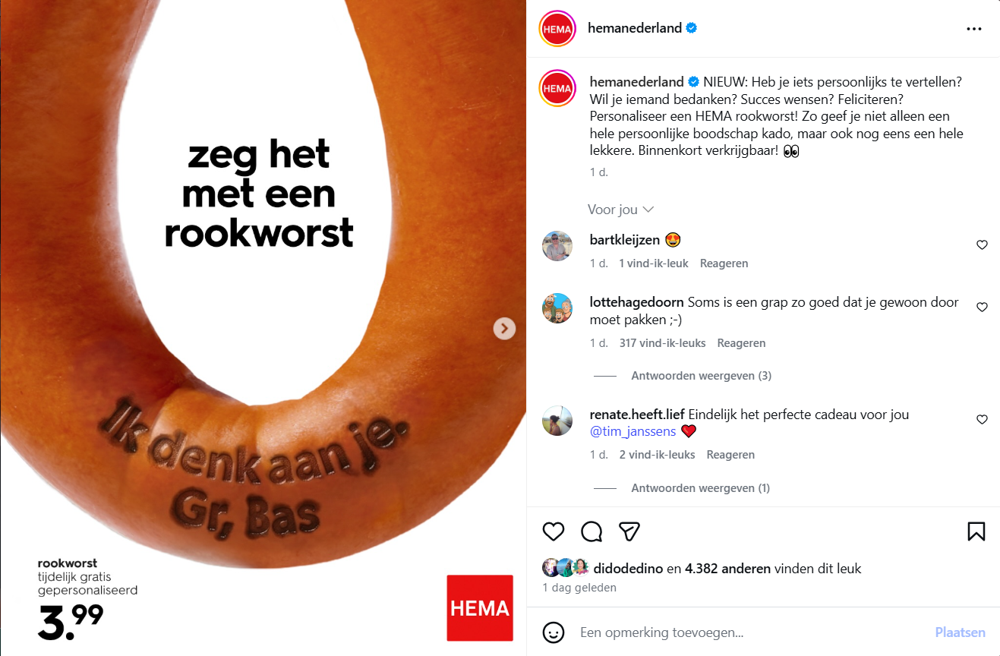 zeg het
met een
rookworst
Ik denk aan je.
Gr, Bas
rookworst
tijdelijk gratis
gepersonaliseerd
3.99
HEMA
HEMA
hemanederland
HEMA
hemanederland NIEUW: Heb je iets persoonlijks te vertellen?
Wil je iemand bedanken? Succes wensen? Feliciteren?
Personaliseer een HEMA rookworst! Zo geef je niet alleen een
hele persoonlijke boodschap kado, maar ook nog eens een hele
lekkere. Binnenkort verkrijgbaar! 👀
1 d.
Voor jou
bartkleijzen 😍
1 d. 1 vind-ik-leuk Reageren
lottehagedoorn Soms is een grap zo goed dat je gewoon door
moet pakken ;-)
1 d. 317 vind-ik-leuks Reageren
Antwoorden weergeven (3)
renate.heeft.lief Eindelijk het perfecte cadeau voor jou
@tim_janssens ❤️
1 d. 2 vind-ik-leuks Reageren
Antwoorden weergeven (1)
didodedino en 4.382 anderen vinden dit leuk
1 dag geleden
Een opmerking toevoegen...
Plaatsen